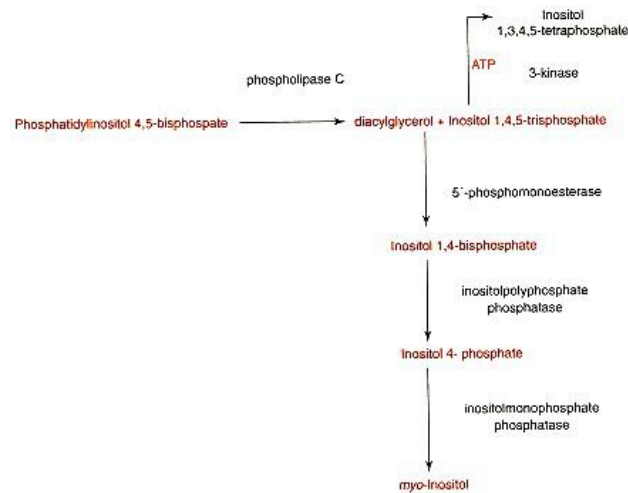 Inositol
1,3,4,5-tetraphosphate
ATP
3-kinase
phospholipase C
Phosphatidylinositol 4,5-bisphospate
diacylglycerol + Inositol 1,4,5-trisphosphate
5´-phosphomonoesterase
Inositol 1,4-bisphosphate
inositolpolyphosphate
phosphatase
Inositol 4- phosphate
inositolmonophosphate
phosphatase
myo-Inositol